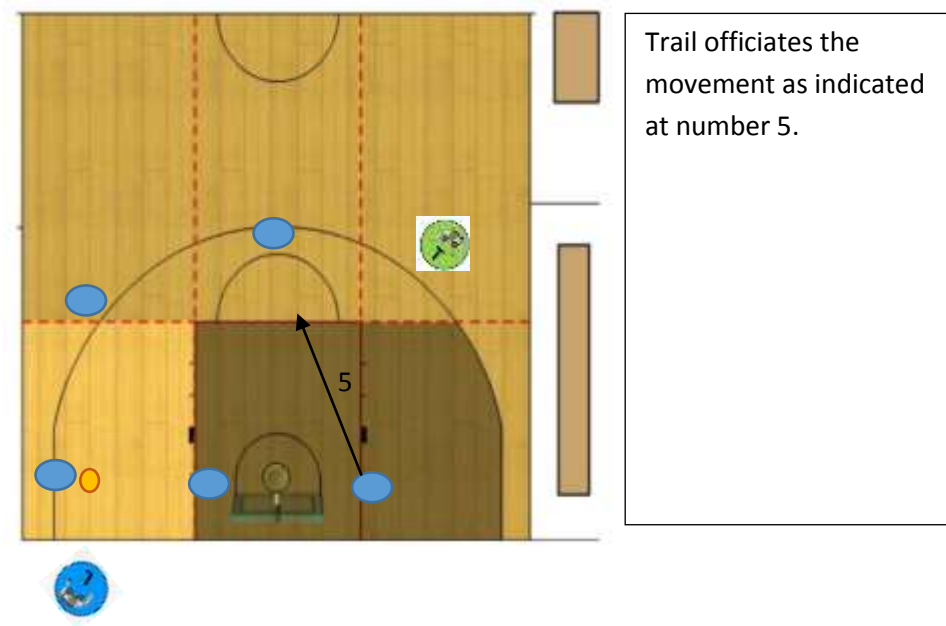 Trail officiates the
movement as indicated
at number 5.
5